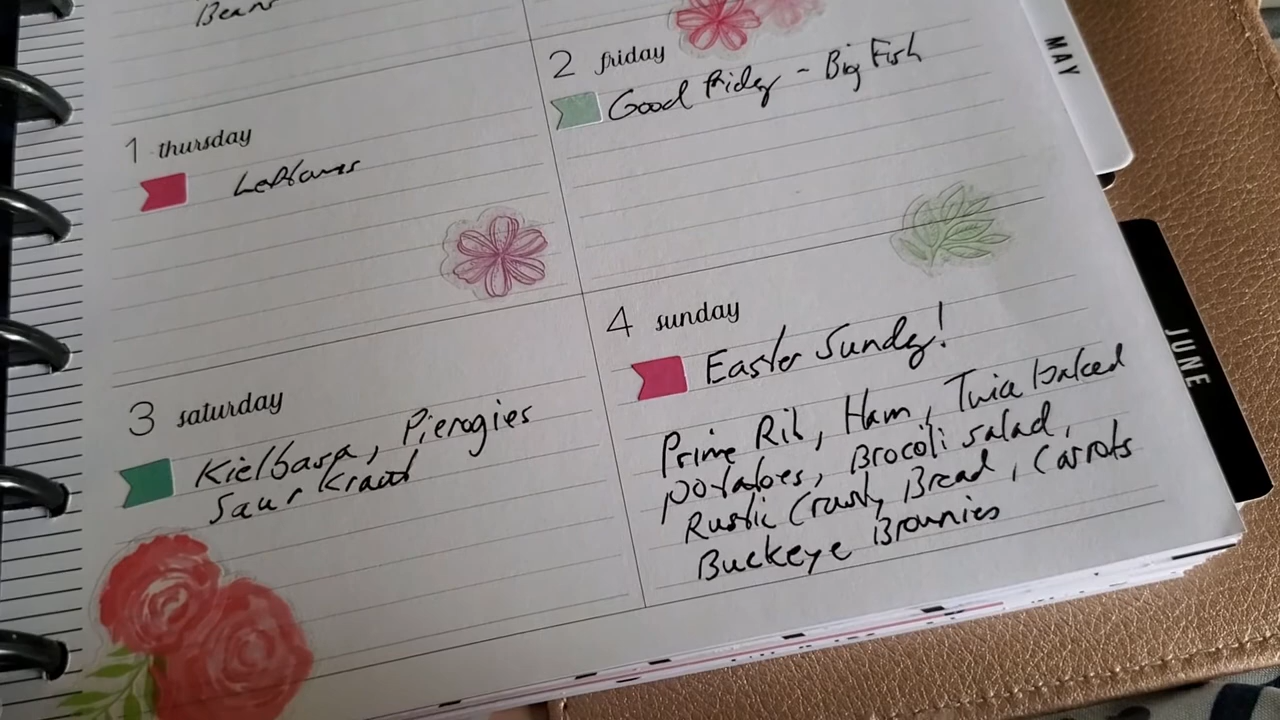 Beans
1 thursday
Leftovers
2 friday
Good friday - Big Fish
3 saturday
Kielbasa, Pierogies
Saur Kraut
4 sunday
Easter Sunday!
Prime Rib, Ham, Twice baked
potatoes, Brocoli salad,
Rustic Crusty Bread, Carrots
Buckeye Brownies
MAY
JUNE